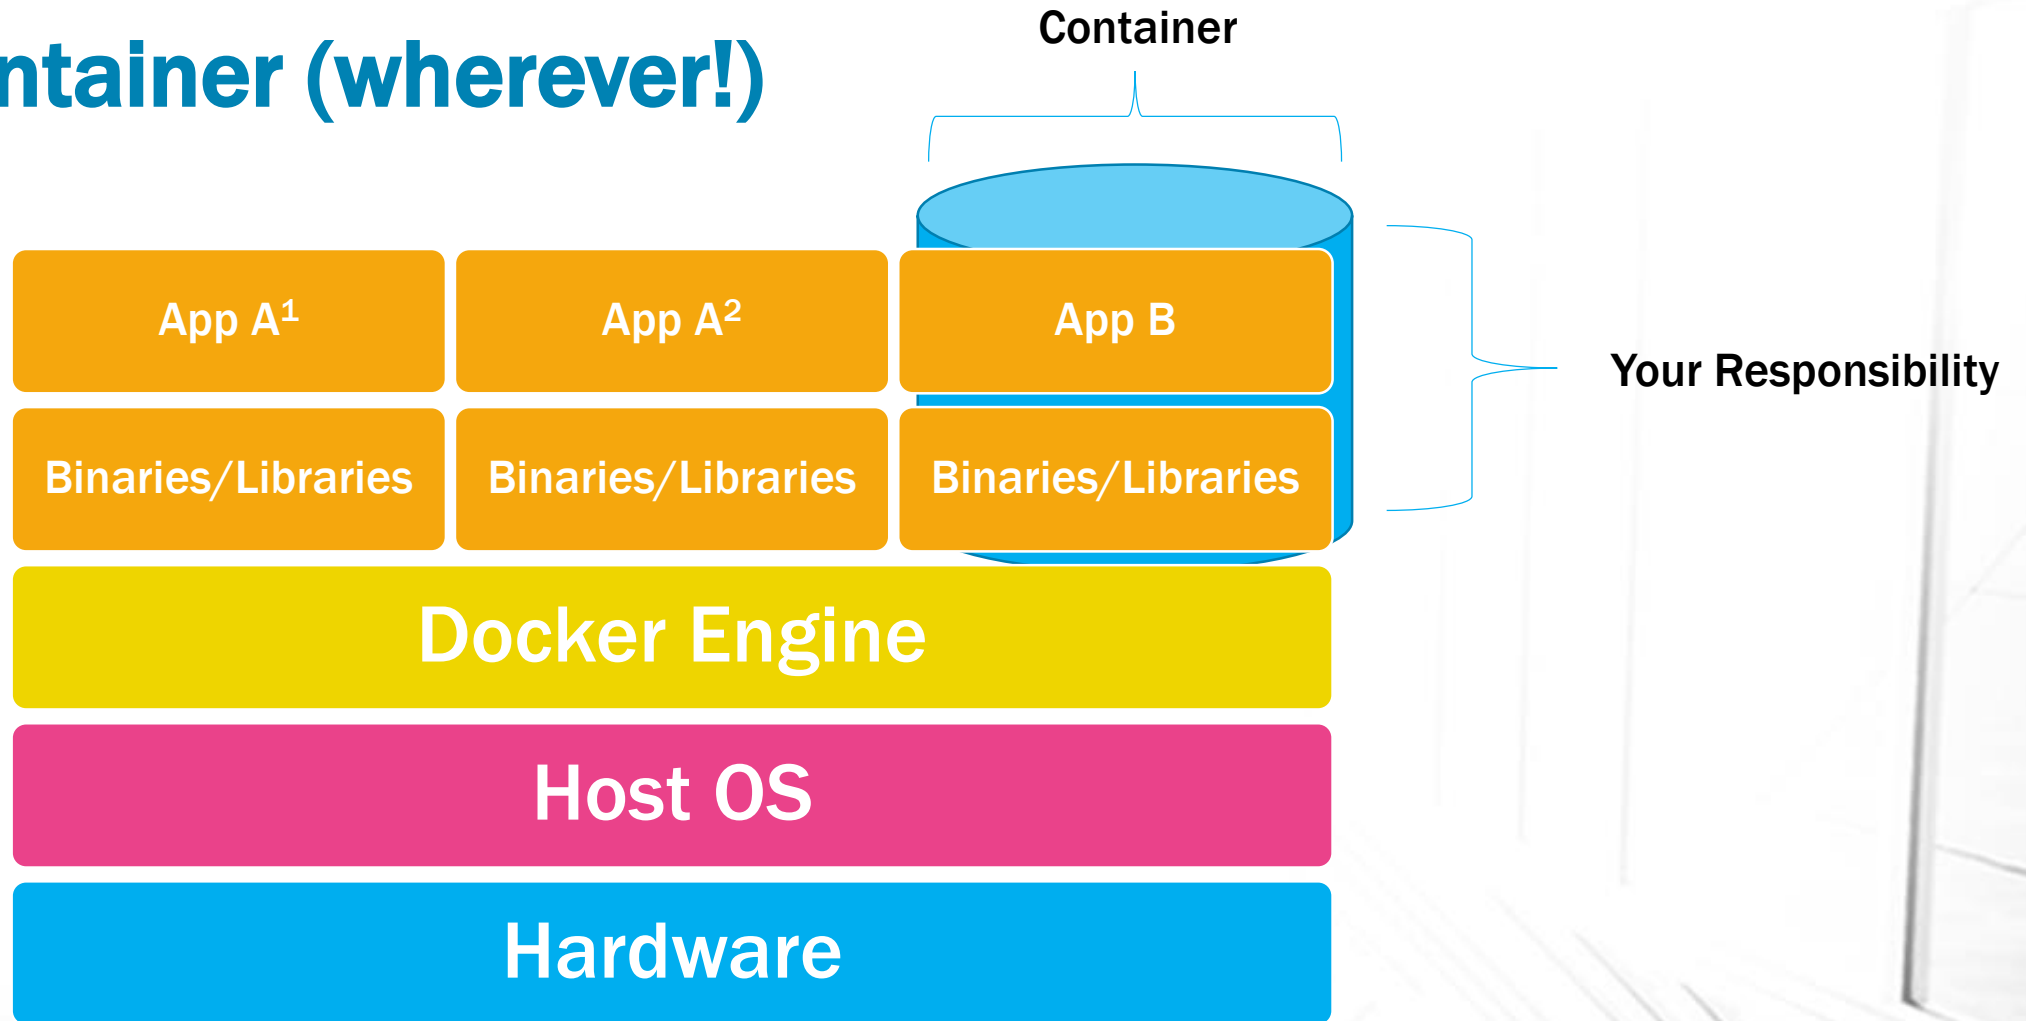 ntainer (wherever!)
Container
App A¹
App A²
App B
Your Responsibility
Binaries/Libraries
Binaries/Libraries
Binaries/Libraries
Docker Engine
Host OS
Hardware